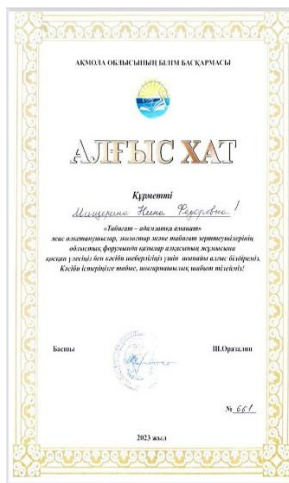 АҚМОЛА ОБЛЫСЫНЫҢ БІЛІМ БАСҚАРМАСЫ
АЛҒЫС ХАТ
Құрметті
Нина Федоровна!
«Табиғат – адамзатқа аманат»
жас өлкетанушылар, экологтар және табиғат зерттеушілерінің
облыстық форумында қазылар алқасының жұмысына
қосқан үлесіңіз бен кәсіби шеберлігіңіз үшін шынайы алғыс білдіреміз.
Кәсіби істеріңізге табыс, шығармашылық шабыт тілейміз!
Басшы Ш.Оразалин
№ 661
2023 жыл